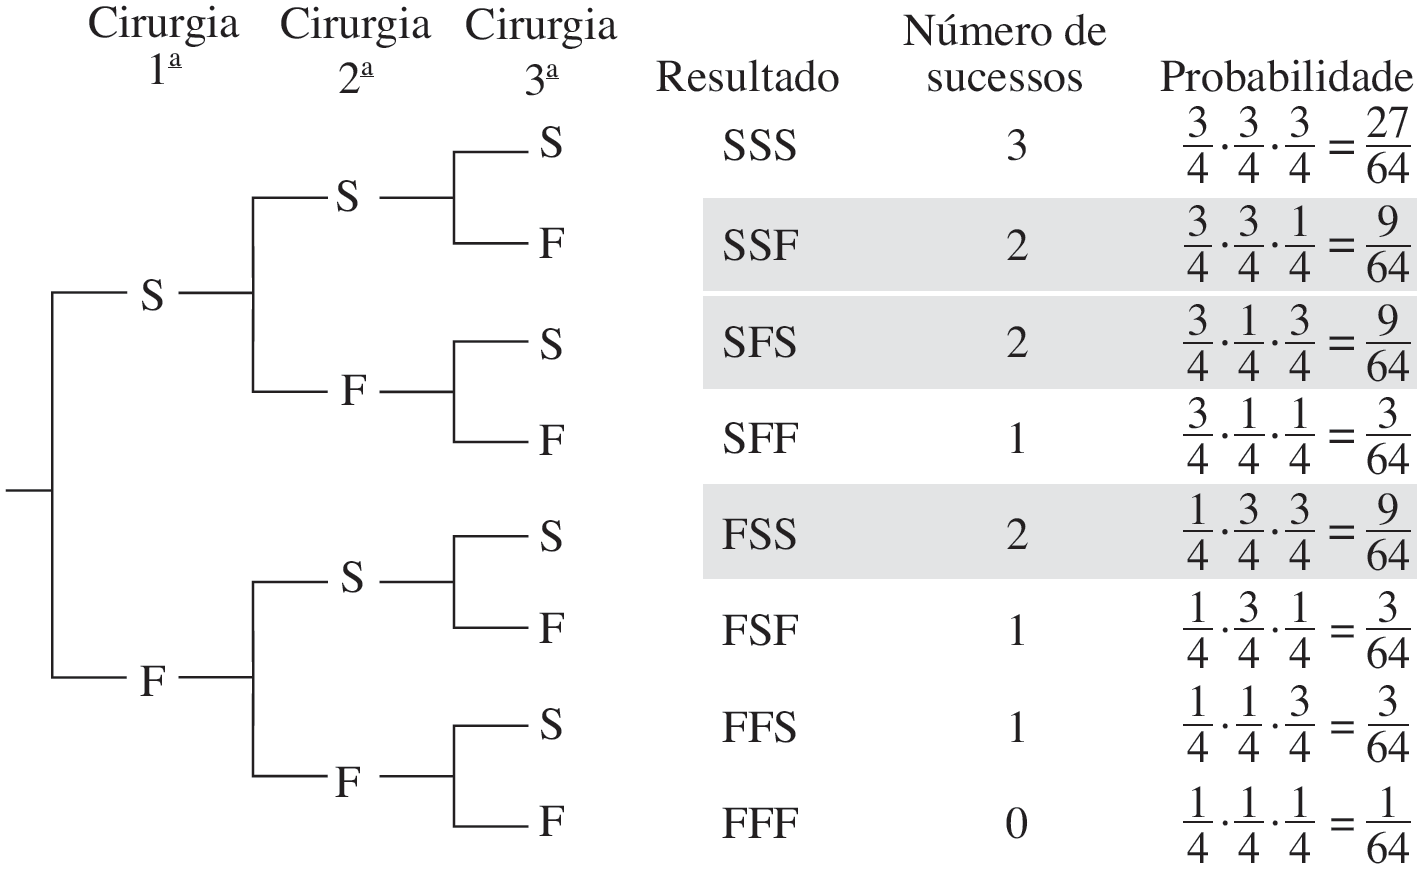 Cirurgia 1ª Cirurgia 2ª Cirurgia 3ª Resultado Número de sucessos Probabilidade
S S S SSS 3 3/4 · 3/4 · 3/4 = 27/64
F SSF 2 3/4 · 3/4 · 1/4 = 9/64
F S SFS 2 3/4 · 1/4 · 3/4 = 9/64
F SFF 1 3/4 · 1/4 · 1/4 = 3/64
F S S FSS 2 1/4 · 3/4 · 3/4 = 9/64
F FSF 1 1/4 · 3/4 · 1/4 = 3/64
F S FFS 1 1/4 · 1/4 · 3/4 = 3/64
F FFF 0 1/4 · 1/4 · 1/4 = 1/64